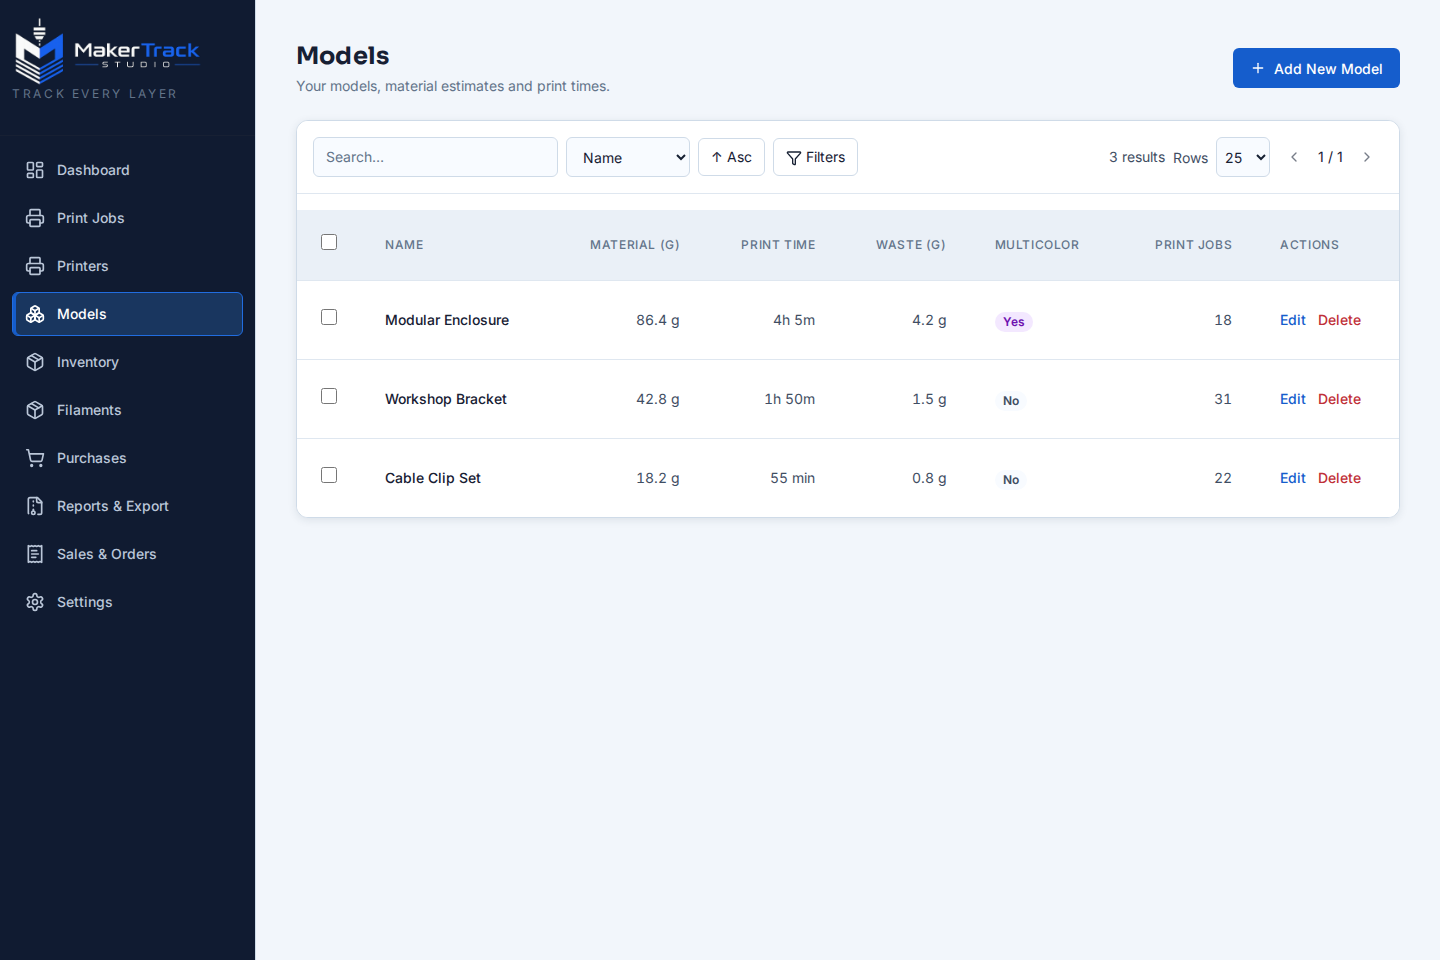 MakerTrack
STUDIO
TRACK EVERY LAYER
Dashboard
Print Jobs
Printers
Models
Inventory
Filaments
Purchases
Reports & Export
Sales & Orders
Settings
Models
Your models, material estimates and print times.
+ Add New Model
Search... Name ↑ Asc Filters 3 results Rows 25 1 / 1
NAME MATERIAL (G) PRINT TIME WASTE (G) MULTICOLOR PRINT JOBS ACTIONS
Modular Enclosure 86.4 g 4h 5m 4.2 g Yes 18 Edit Delete
Workshop Bracket 42.8 g 1h 50m 1.5 g No 31 Edit Delete
Cable Clip Set 18.2 g 55 min 0.8 g No 22 Edit Delete